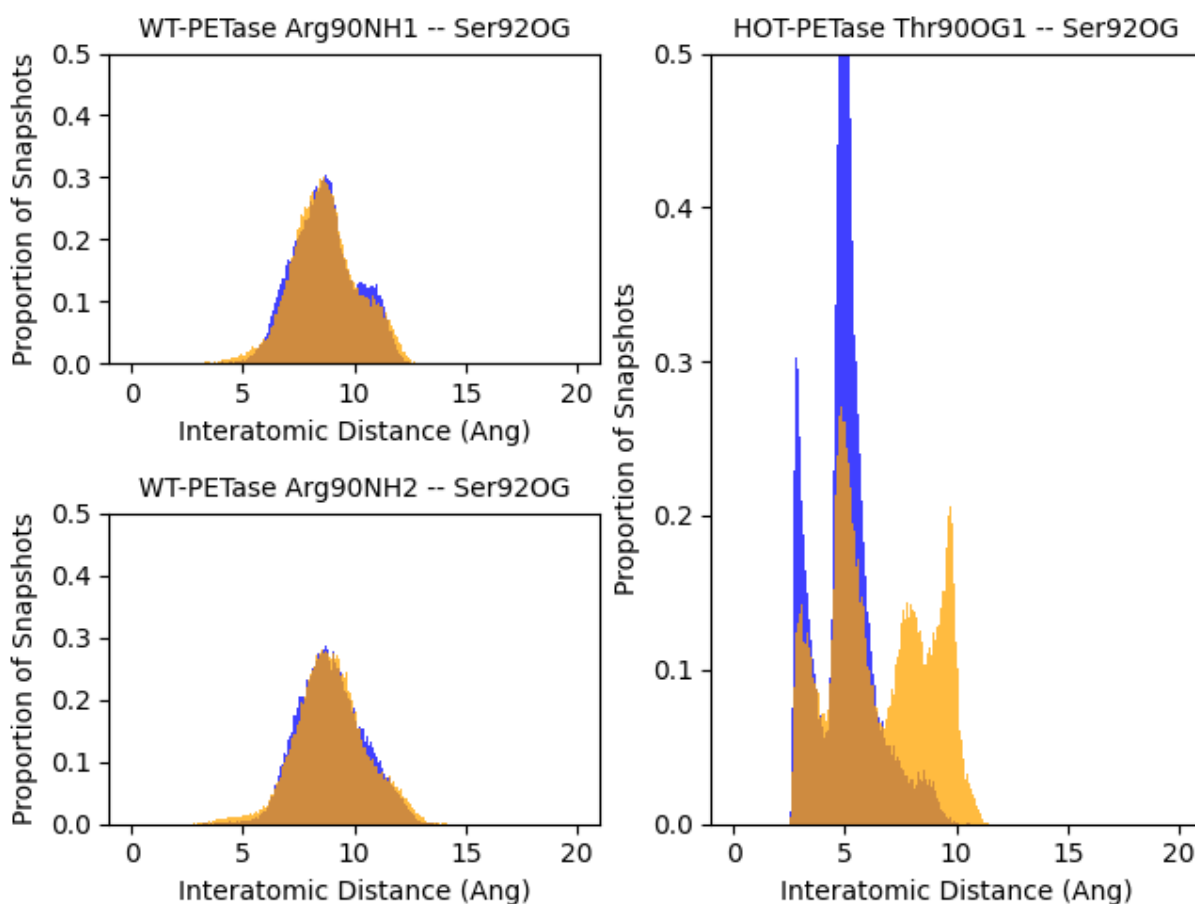 WT-PETase Arg90NH1 -- Ser92OG
Proportion of Snapshots
0.5
0.4
0.3
0.2
0.1
0.0
0 5 10 15 20
Interatomic Distance (Ang)
WT-PETase Arg90NH2 -- Ser92OG
Proportion of Snapshots
0.5
0.4
0.3
0.2
0.1
0.0
0 5 10 15 20
Interatomic Distance (Ang)
HOT-PETase Thr90OG1 -- Ser92OG
Proportion of Snapshots
0.5
0.4
0.3
0.2
0.1
0.0
0 5 10 15 20
Interatomic Distance (Ang)